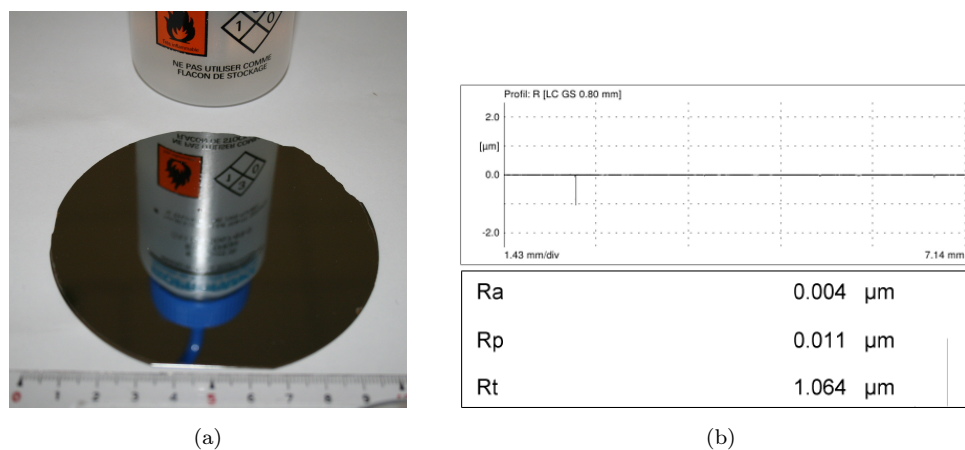 1
0
NE PAS UTILISER COMME
FLACON DE STOCKAGE
0 1 2 3 4 5 6 7 8 9
(a)
Profil: R [LC GS 0.80 mm]
2.0
[µm]
0.0
-2.0
1.43 mm/div
7.14 mm
Ra 0.004 µm
Rp 0.011 µm
Rt 1.064 µm
(b)